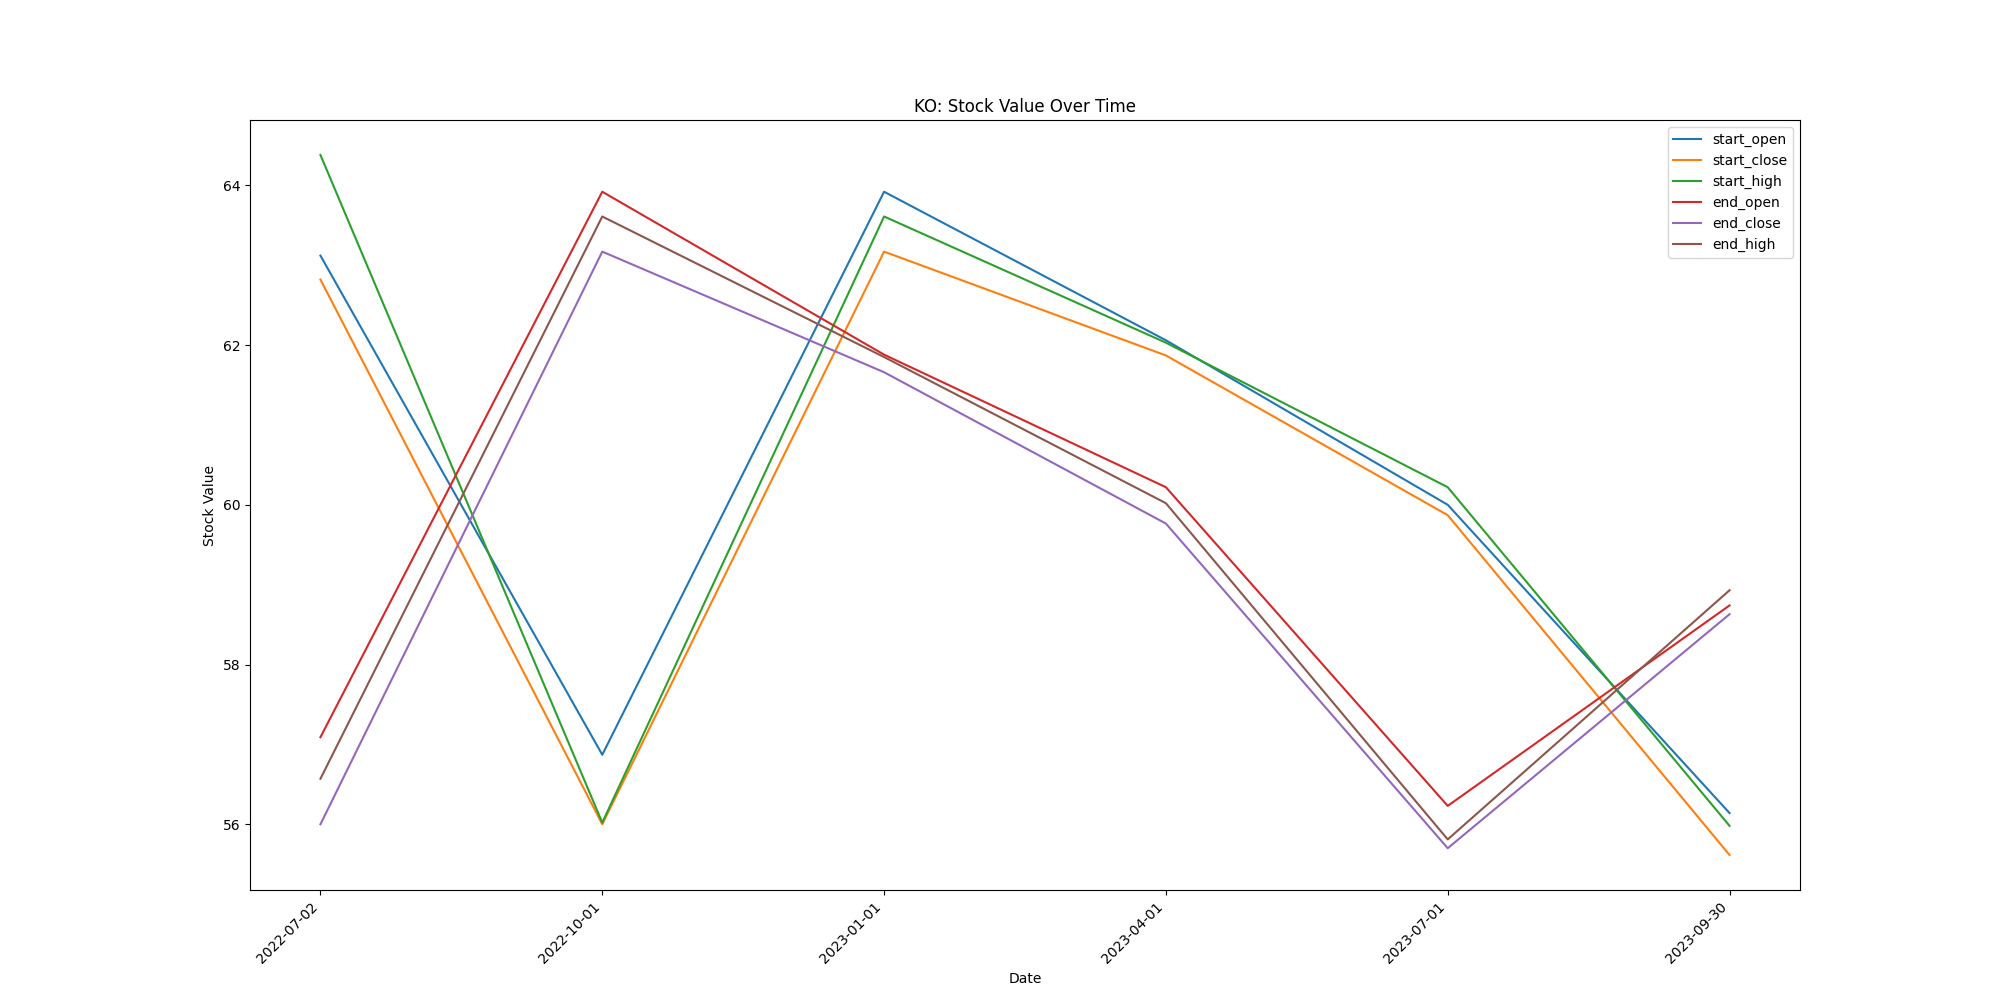 KO: Stock Value Over Time
start_open
start_close
start_high
end_open
end_close
end_high
Stock Value
64
62
60
58
56
2022-07-02
2022-10-01
2023-01-01
2023-04-01
2023-07-01
2023-09-30
Date